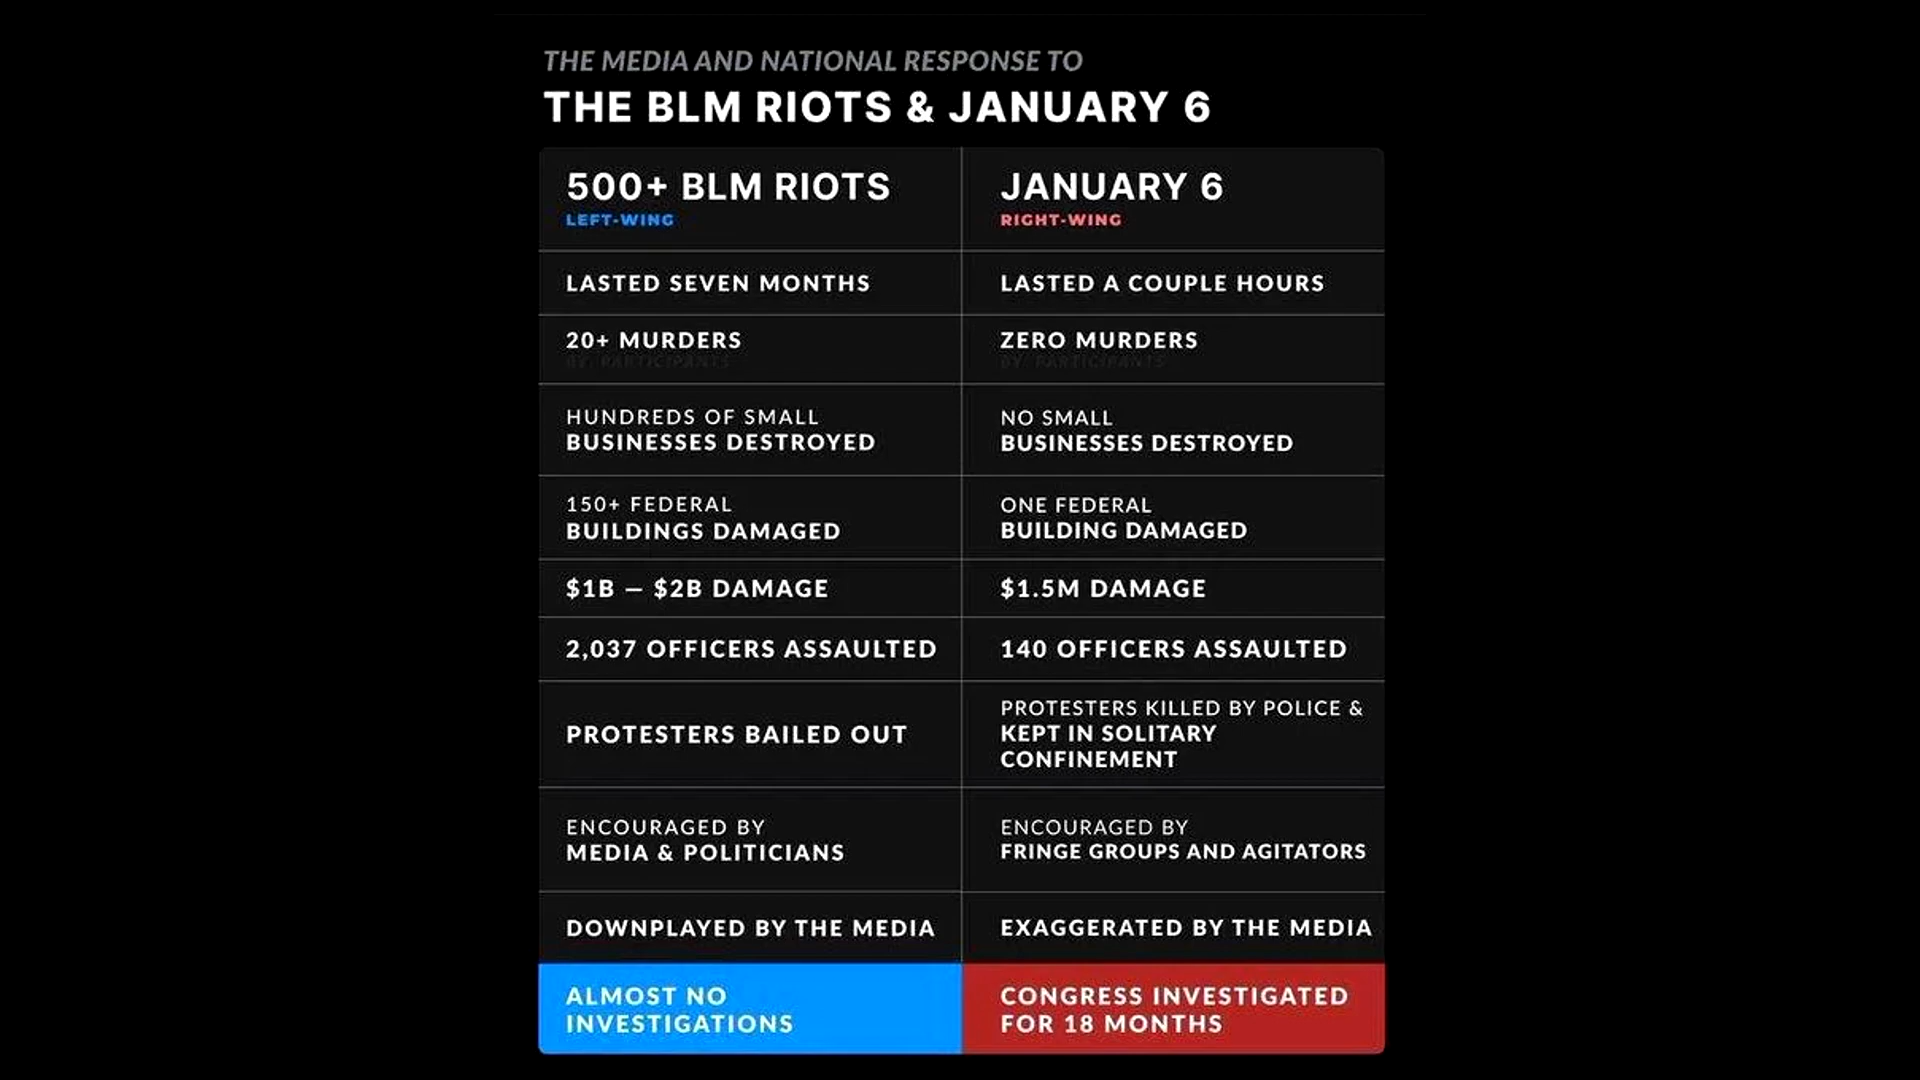 THE MEDIA AND NATIONAL RESPONSE TO
THE BLM RIOTS & JANUARY 6
500+ BLM RIOTS
LEFT-WING
JANUARY 6
RIGHT-WING
LASTED SEVEN MONTHS
LASTED A COUPLE HOURS
20+ MURDERS
BY PARTICIPANTS
ZERO MURDERS
BY PARTICIPANTS
HUNDREDS OF SMALL
BUSINESSES DESTROYED
NO SMALL
BUSINESSES DESTROYED
150+ FEDERAL
BUILDINGS DAMAGED
ONE FEDERAL
BUILDING DAMAGED
$1B — $2B DAMAGE
$1.5M DAMAGE
2,037 OFFICERS ASSAULTED
140 OFFICERS ASSAULTED
PROTESTERS BAILED OUT
PROTESTERS KILLED BY POLICE &
KEPT IN SOLITARY
CONFINEMENT
ENCOURAGED BY
MEDIA & POLITICIANS
ENCOURAGED BY
FRINGE GROUPS AND AGITATORS
DOWNPLAYED BY THE MEDIA
EXAGGERATED BY THE MEDIA
ALMOST NO
INVESTIGATIONS
CONGRESS INVESTIGATED
FOR 18 MONTHS